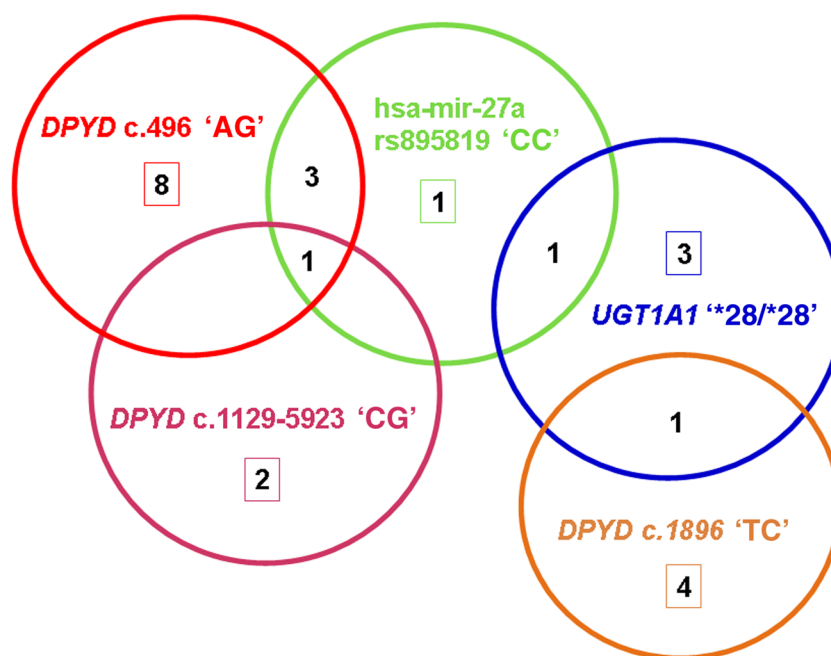 DPYD c.496 ‘AG’
8
3
hsa-mir-27a
rs895819 ‘CC’
1
1
1
3
UGT1A1 ‘*28/*28’
DPYD c.1129-5923 ‘CG’
2
1
DPYD c.1896 ‘TC’
4